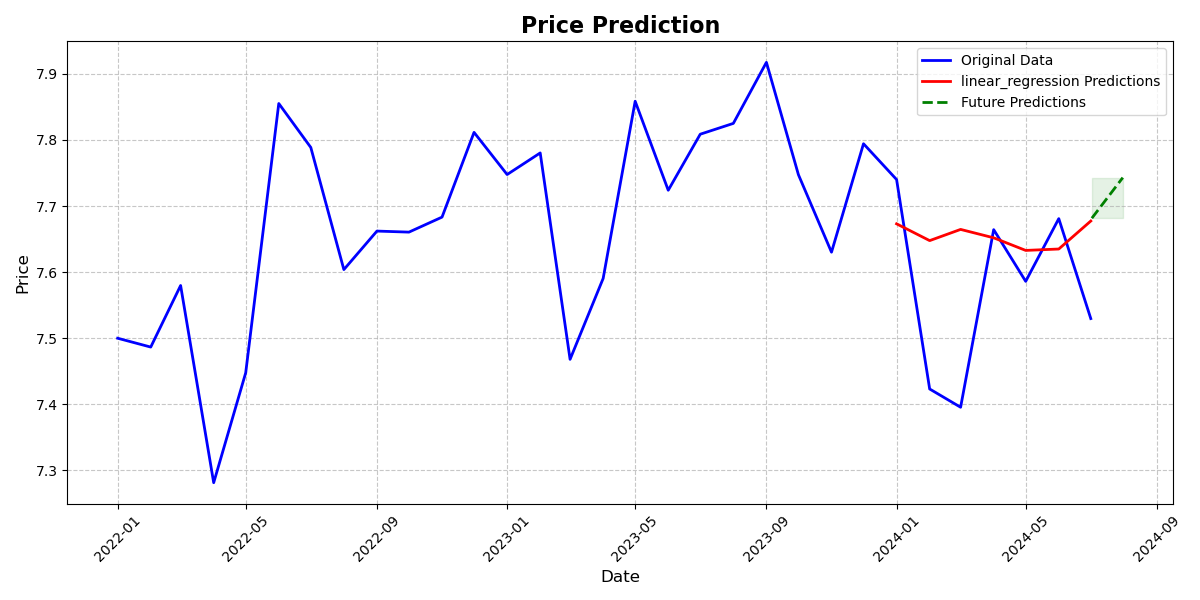 Price Prediction
Original Data
linear_regression Predictions
Future Predictions
Price
7.9
7.8
7.7
7.6
7.5
7.4
7.3
2022-01
2022-05
2022-09
2023-01
2023-05
2023-09
2024-01
2024-05
2024-09
Date